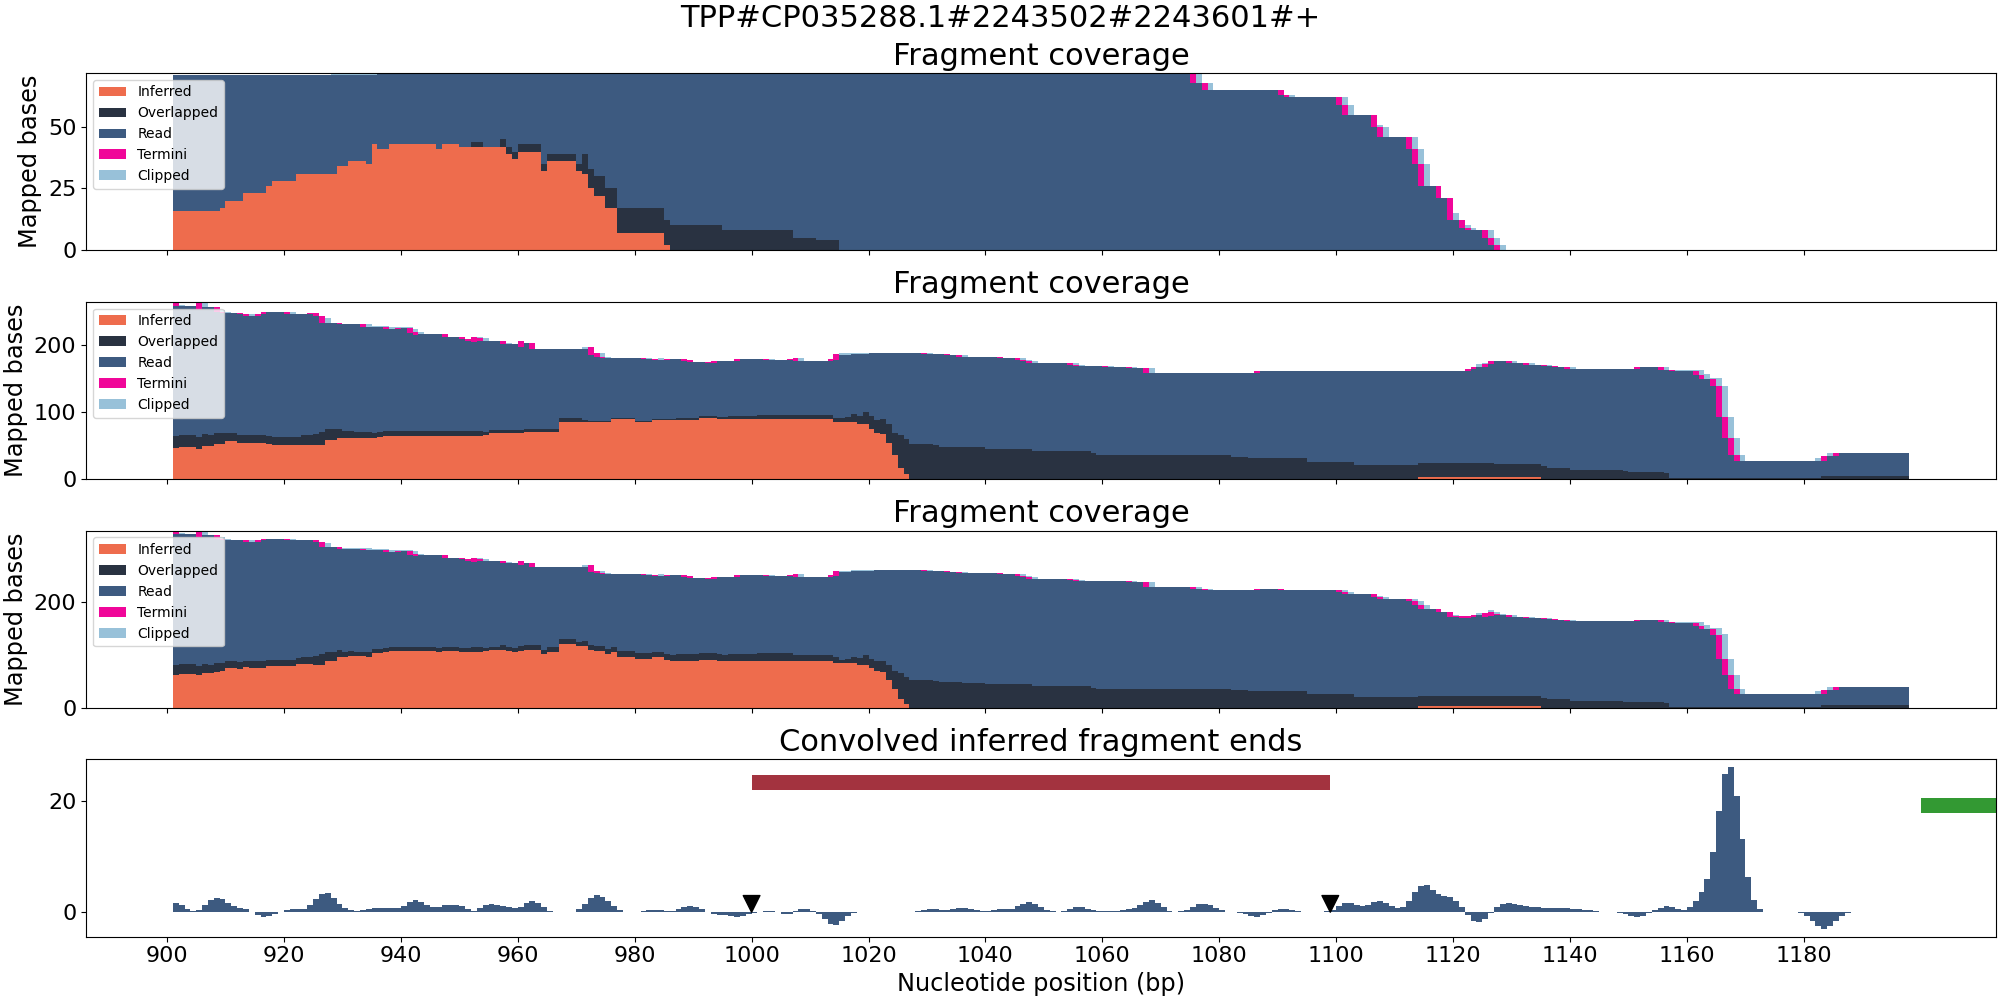 TPP#CP035288.1#2243502#2243601#+
Fragment coverage
Mapped bases
50
25
0
Inferred
Overlapped
Read
Termini
Clipped
Fragment coverage
Mapped bases
200
100
0
Inferred
Overlapped
Read
Termini
Clipped
Fragment coverage
Mapped bases
200
0
Inferred
Overlapped
Read
Termini
Clipped
Convolved inferred fragment ends
20
0
900 920 940 960 980 1000 1020 1040 1060 1080 1100 1120 1140 1160 1180
Nucleotide position (bp)